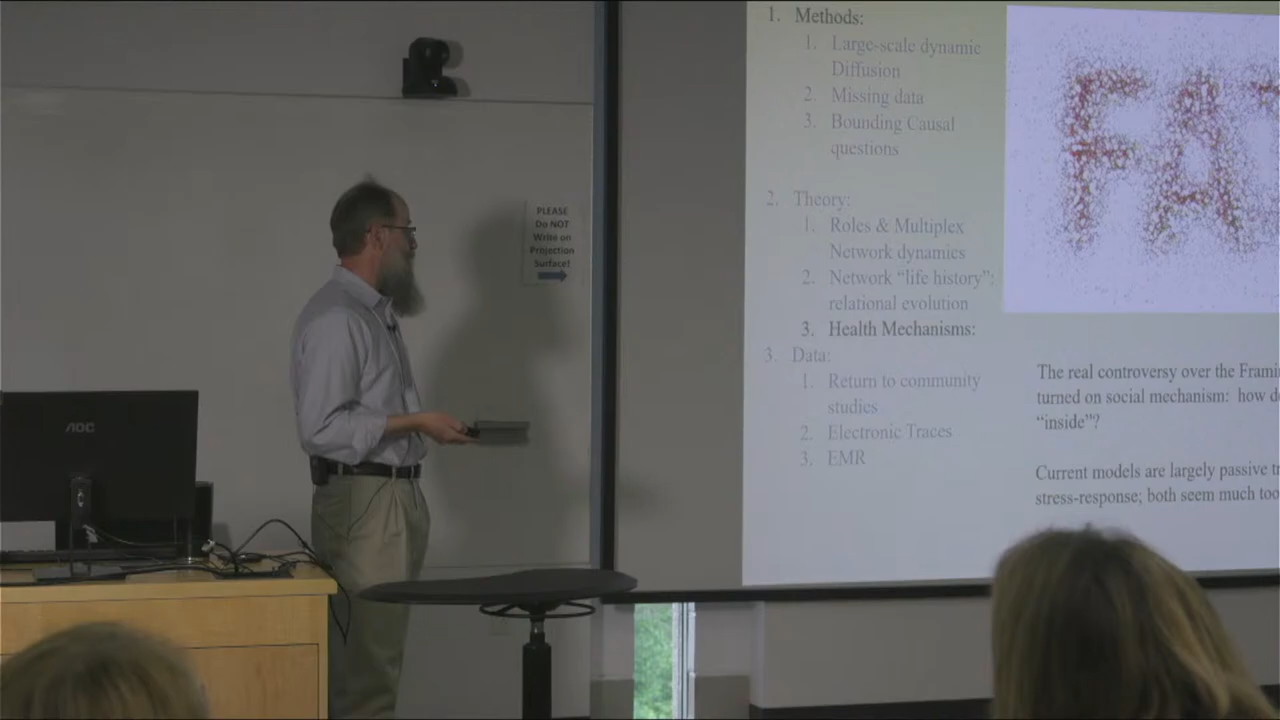 AOC
PLEASE
Do NOT
Write on
Projection
Surface!
1. Methods:
1. Large-scale dynamic
Diffusion
2. Missing data
3. Bounding Causal
questions
2. Theory:
1. Roles & Multiplex
Network dynamics
2. Network “life history”:
relational evolution
3. Health Mechanisms:
3. Data:
1. Return to community
studies
2. Electronic Traces
3. EMR
FAT
The real controversy over the
turned on social mechanism: how
“inside”?
Current models are largely passive
stress-response; both seem much too